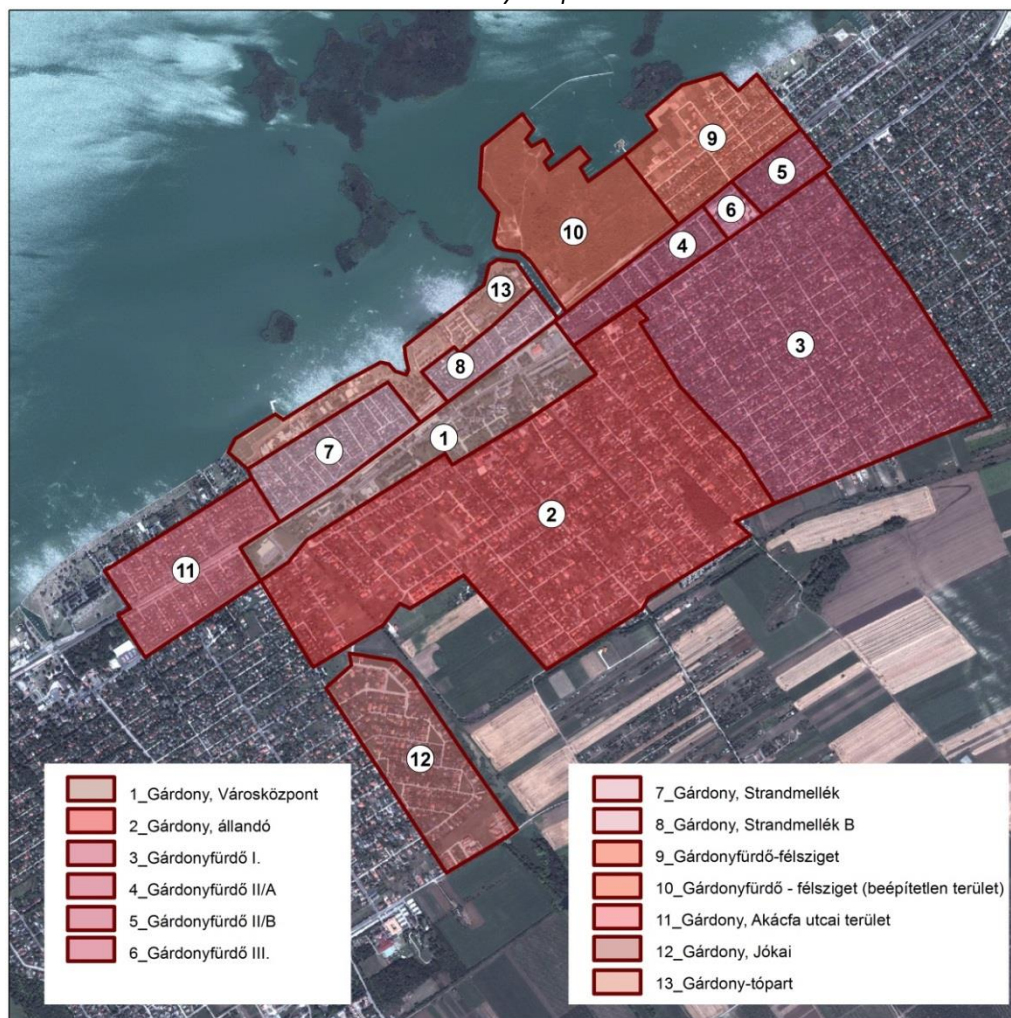 9
5
6
10
4
13
3
8
1
7
2
11
12
1_Gárdony, Városközpont
2_Gárdony, állandó
3_Gárdonyfürdő I.
4_Gárdonyfürdő II/A
5_Gárdonyfürdő II/B
6_Gárdonyfürdő III.
7_Gárdony, Strandmellék
8_Gárdony, Strandmellék B
9_Gárdonyfürdő-félsziget
10_Gárdonyfürdő - félsziget (beépítetlen terület)
11_Gárdony, Akácfa utcai terület
12_Gárdony, Jókai
13_Gárdony-tópart